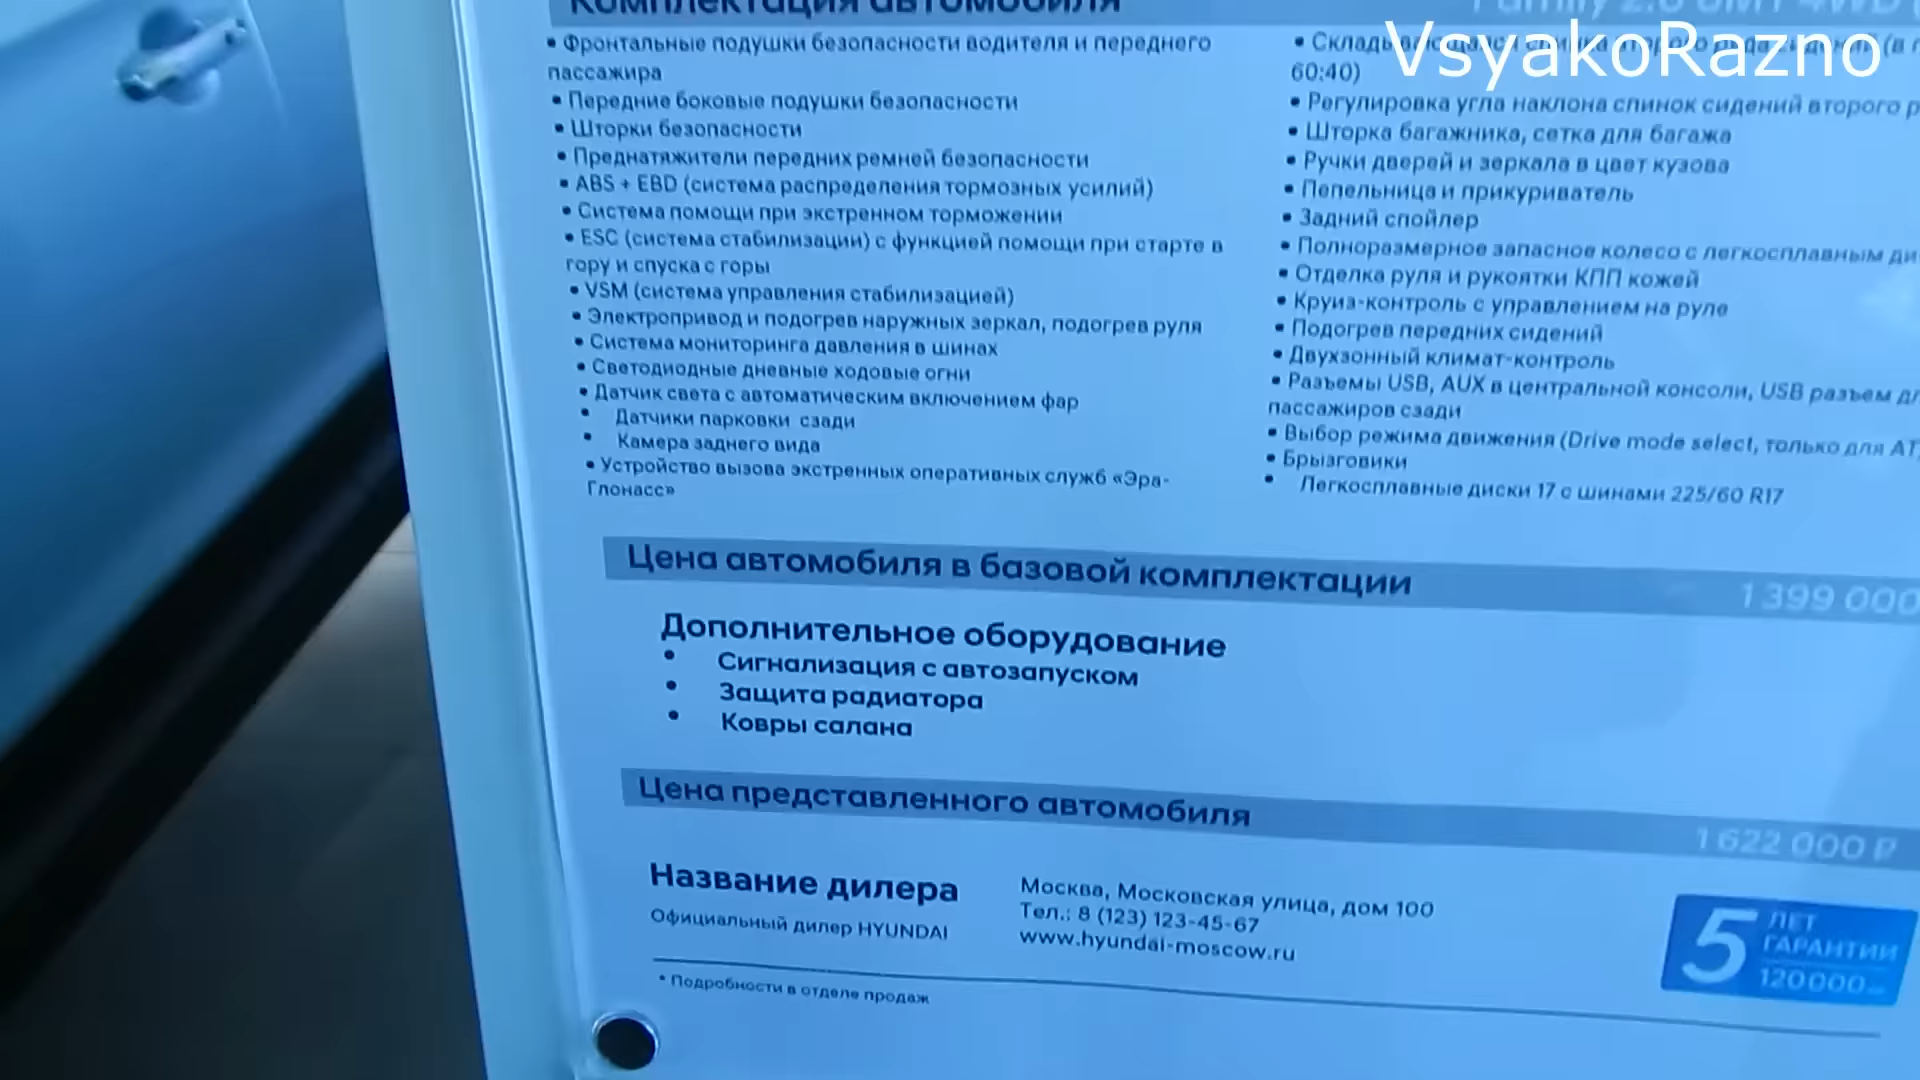 Комплектация автомобиля
VsyakoRazno
• Фронтальные подушки безопасности водителя и переднего
пассажира
• Передние боковые подушки безопасности
• Шторки безопасности
• Преднатяжители передних ремней безопасности
• ABS + EBD (система распределения тормозных усилий)
• Система помощи при экстренном торможении
• ESC (система стабилизации) с функцией помощи при старте в
гору и спуска с горы
• VSM (система управления стабилизацией)
• Электропривод и подогрев наружных зеркал, подогрев руля
• Система мониторинга давления в шинах
• Светодиодные дневные ходовые огни
• Датчик света с автоматическим включением фар
• Датчики парковки сзади
• Камера заднего вида
• Устройство вызова экстренных оперативных служб «Эра-
Глонасс»
60:40)
• Регулировка угла наклона спинок сидений второго
• Шторка багажника, сетка для багажа
• Ручки дверей и зеркала в цвет кузова
• Пепельница и прикуриватель
• Задний спойлер
• Полноразмерное запасное колесо с легкосплавным
• Отделка руля и рукоятки КПП кожей
• Круиз-контроль с управлением на руле
• Подогрев передних сидений
• Двухзонный климат-контроль
• Разъемы USB, AUX в центральной консоли, USB разъем
пассажиров сзади
• Выбор режима движения (Drive mode select, только для AT
• Брызговики
• Легкосплавные диски 17 с шинами 225/60 R17
Цена автомобиля в базовой комплектации 1 399 000
Дополнительное оборудование
• Сигнализация с автозапуском
• Защита радиатора
• Ковры салана
Цена представленного автомобиля 1 622 000 ₽
Название дилера
Официальный дилер HYUNDAI
Москва, Московская улица, дом 100
Тел.: 8 (123) 123-45-67
www.hyundai-moscow.ru
5 ЛЕТ
ГАРАНТИИ
120000
* Подробности в отделе продаж